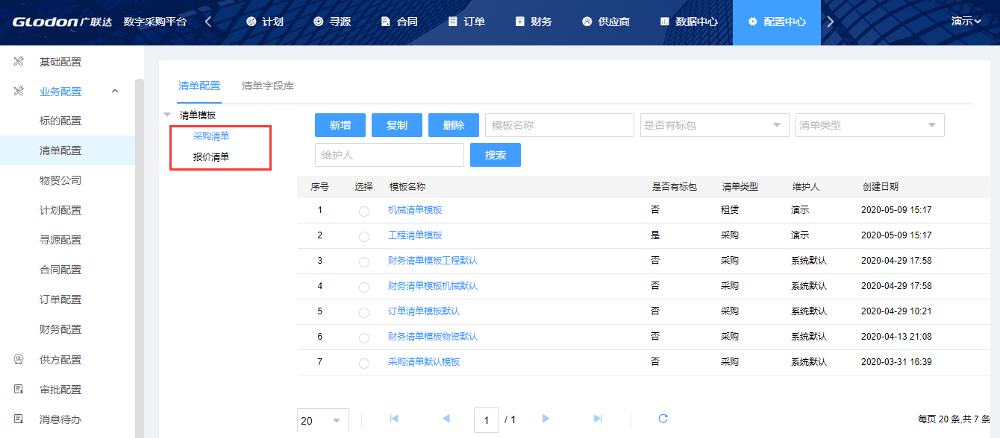 GLodon广联达 数字采购平台 计划 寻源 合同 订单 财务 供应商 数据中心 配置中心 演示
基础配置
业务配置
标的配置
清单配置
物贸公司
计划配置
寻源配置
合同配置
订单配置
财务配置
供方配置
审批配置
消息待办
清单配置 清单字段库
清单模板
采购清单
报价清单
新增 复制 删除 模板名称 是否有标包 清单类型
维护人 搜索
序号 选择 模板名称 是否有标包 清单类型 维护人 创建日期
1 机械清单模板 否 租赁 演示 2020-05-09 15:17
2 工程清单模板 是 采购 演示 2020-05-09 15:17
3 财务清单模板工程默认 否 采购 系统默认 2020-04-29 17:58
4 财务清单模板机械默认 否 采购 系统默认 2020-04-29 17:58
5 订单清单模板默认 否 采购 系统默认 2020-04-29 10:21
6 财务清单模板物资默认 否 采购 系统默认 2020-04-13 21:08
7 采购清单默认模板 否 采购 系统默认 2020-03-31 16:39
20 1 / 1 每页 20 条,共 7 条